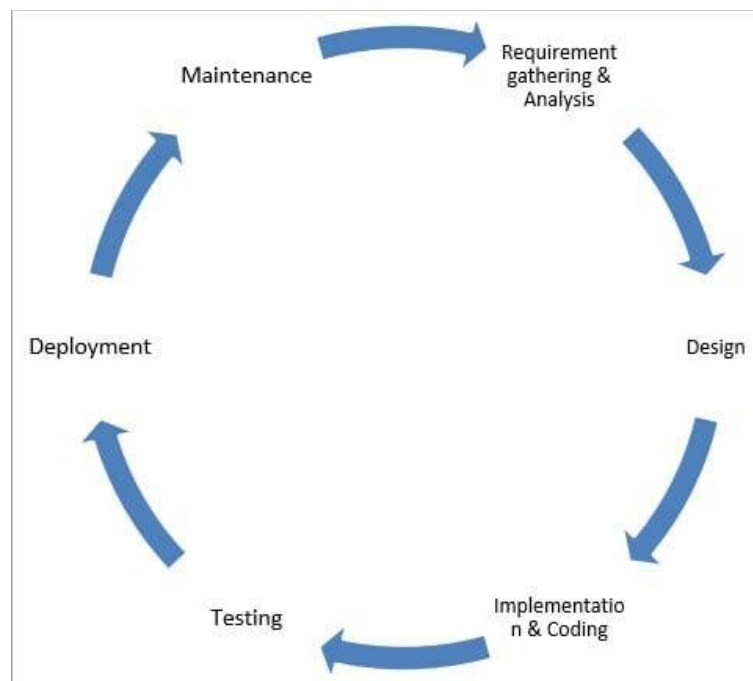 Maintenance
Requirement
gathering &
Analysis
Deployment
Design
Testing
Implementatio
n & Coding